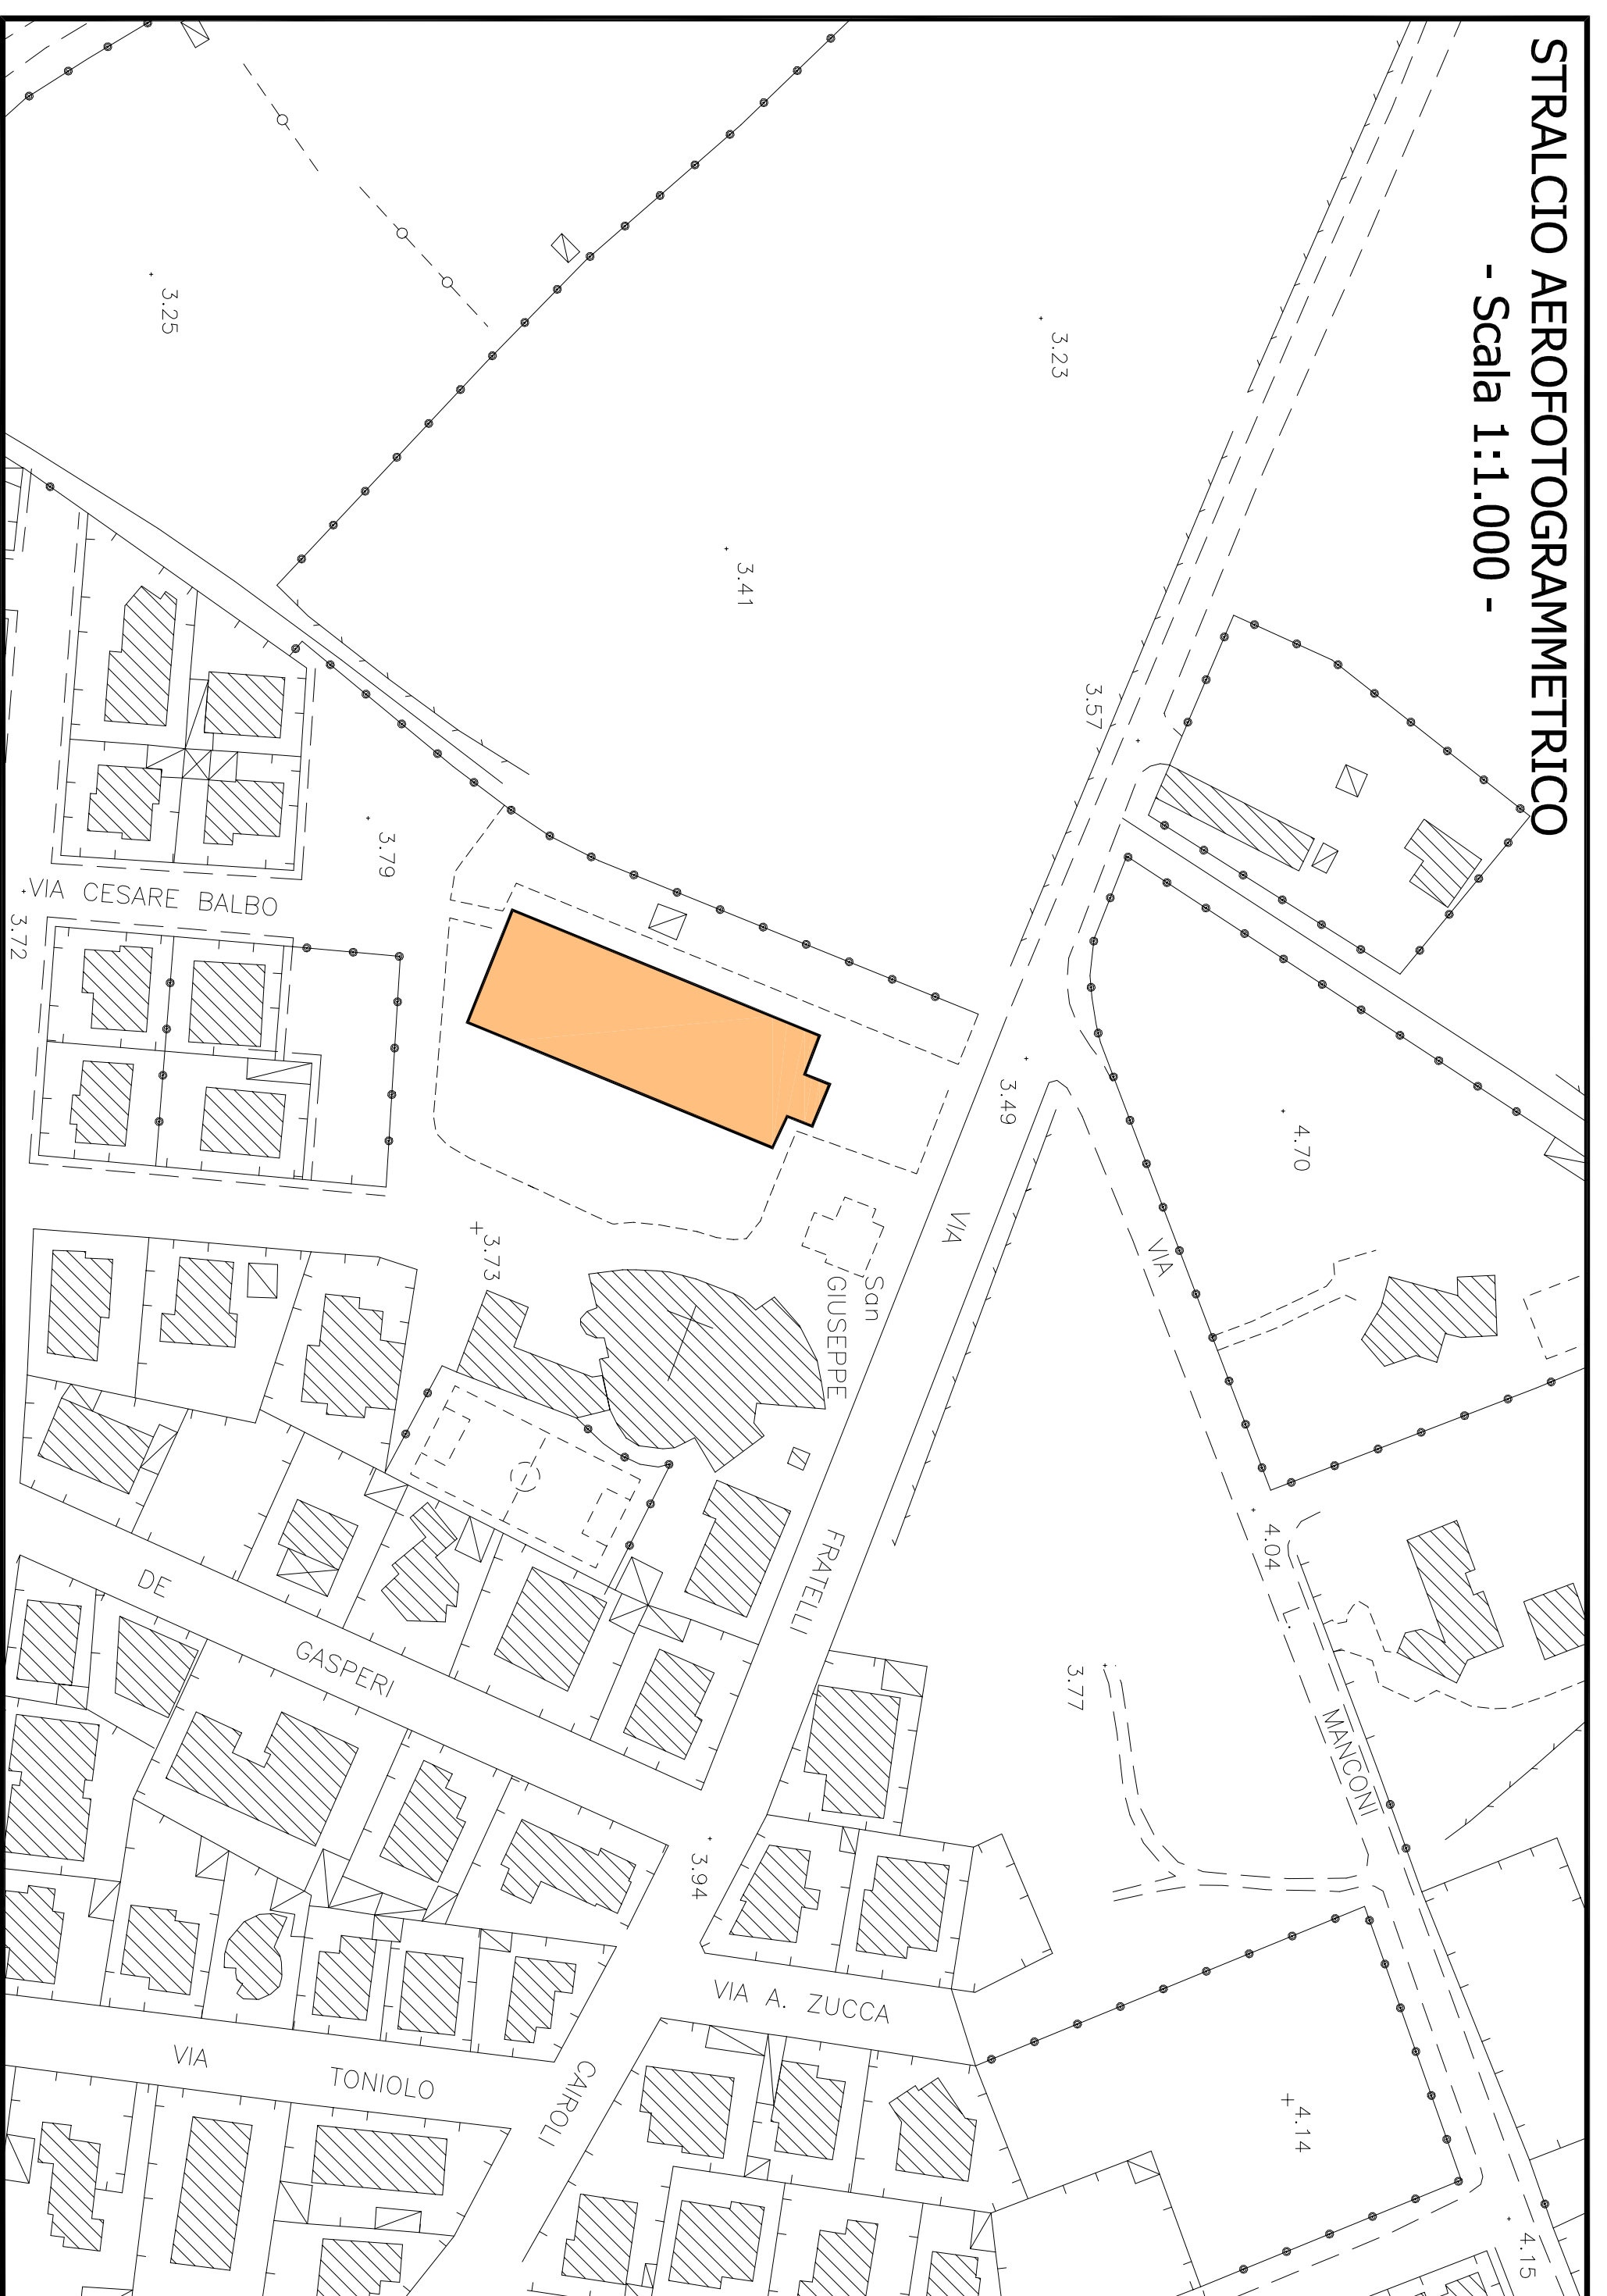 STRALCIO AEROFOTOGRAMMETRICO
- Scala 1:1.000 -
3.23
3.25
3.41
3.57
3.79
VIA CESARE BALBO
3.72
3.49
4.70
VIA
VIA
3.73
San
GIUSEPPE
4.04
FRATELLI
DE
GASPERI
3.77
MANCONI
3.94
VIA A. ZUCCA
VIA
TONIOLO
CAIROLI
4.14
4.15